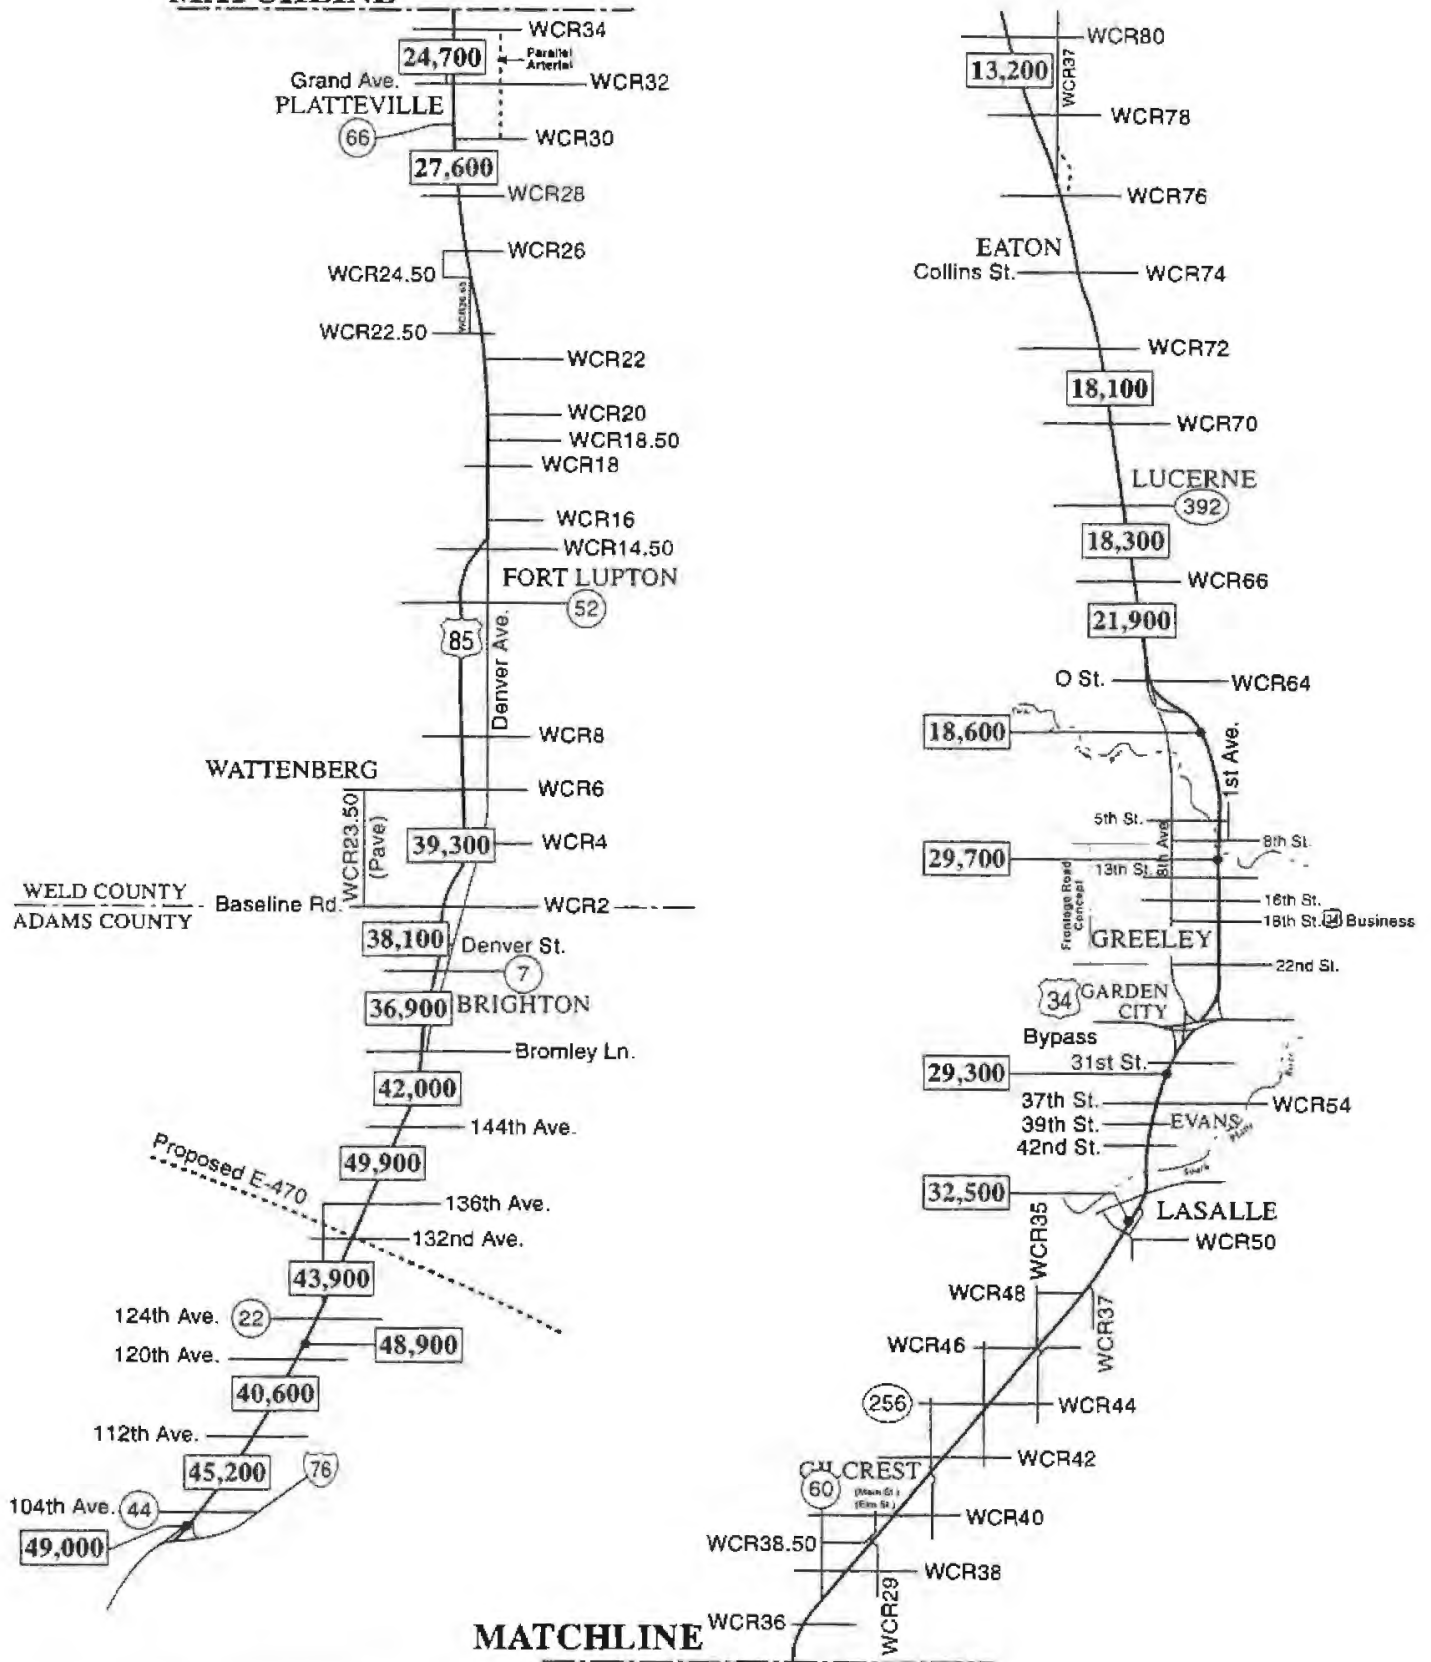 MATCHLINE
WCR34
24,700
Parallel
Arterial
Grand Ave.
WCR32
PLATTEVILLE
66
WCR30
27,600
WCR28
WCR26
WCR24.50
WCR22.50
WCR22
WCR20
WCR18.50
WCR18
WCR16
WCR14.50
FORT LUPTON
52
85
Denver Ave.
WCR8
WATTENBERG
WCR6
WCR23.50
(Pave)
39,300
WCR4
WELD COUNTY
ADAMS COUNTY
Baseline Rd.
WCR2
38,100
Denver St.
7
36,900
BRIGHTON
Bromley Ln.
42,000
144th Ave.
49,900
Proposed E-470
136th Ave.
132nd Ave.
43,900
124th Ave.
22
48,900
120th Ave.
40,600
112th Ave.
45,200
76
104th Ave.
44
49,000
WCR80
13,200
WCR37
WCR78
WCR76
EATON
Collins St.
WCR74
WCR72
18,100
WCR70
LUCERNE
392
18,300
WCR66
21,900
O St.
WCR64
18,600
1st Ave.
5th St.
8th St.
8th Ave
29,700
13th St.
Frontage Road
Concept
16th St.
18th St. 34 Business
GREELEY
22nd St.
34
GARDEN
CITY
Bypass
31st St.
29,300
37th St.
WCR54
39th St.
EVANS
42nd St.
River
Platte
South
32,500
LASALLE
WCR35
WCR50
WCR48
WCR37
WCR46
256
WCR44
WCR42
GILCREST
60
(Main St.)
(Elm St.)
WCR40
WCR38.50
WCR38
WCR29
WCR36
MATCHLINE